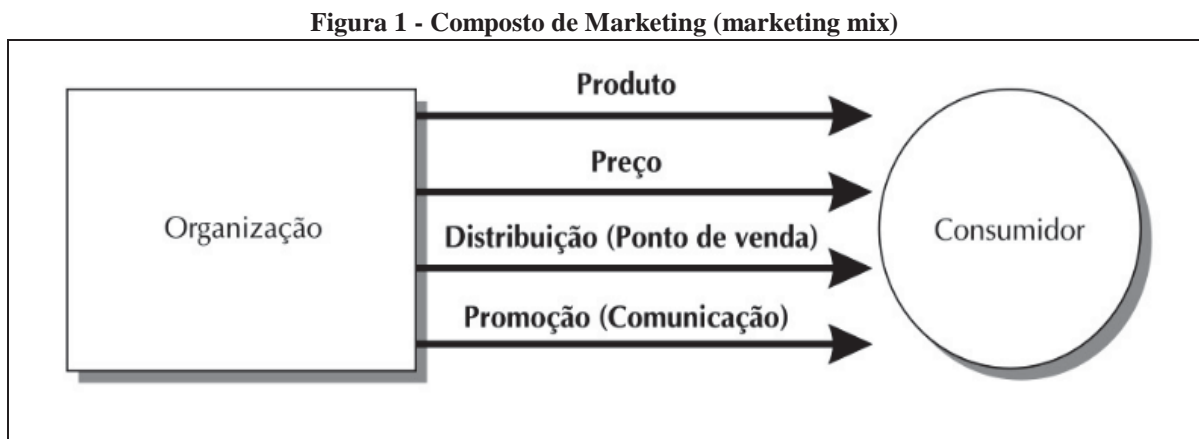 Figura 1 - Composto de Marketing (marketing mix)
Produto
Preço
Organização
Distribuição (Ponto de venda)
Consumidor
Promoção (Comunicação)